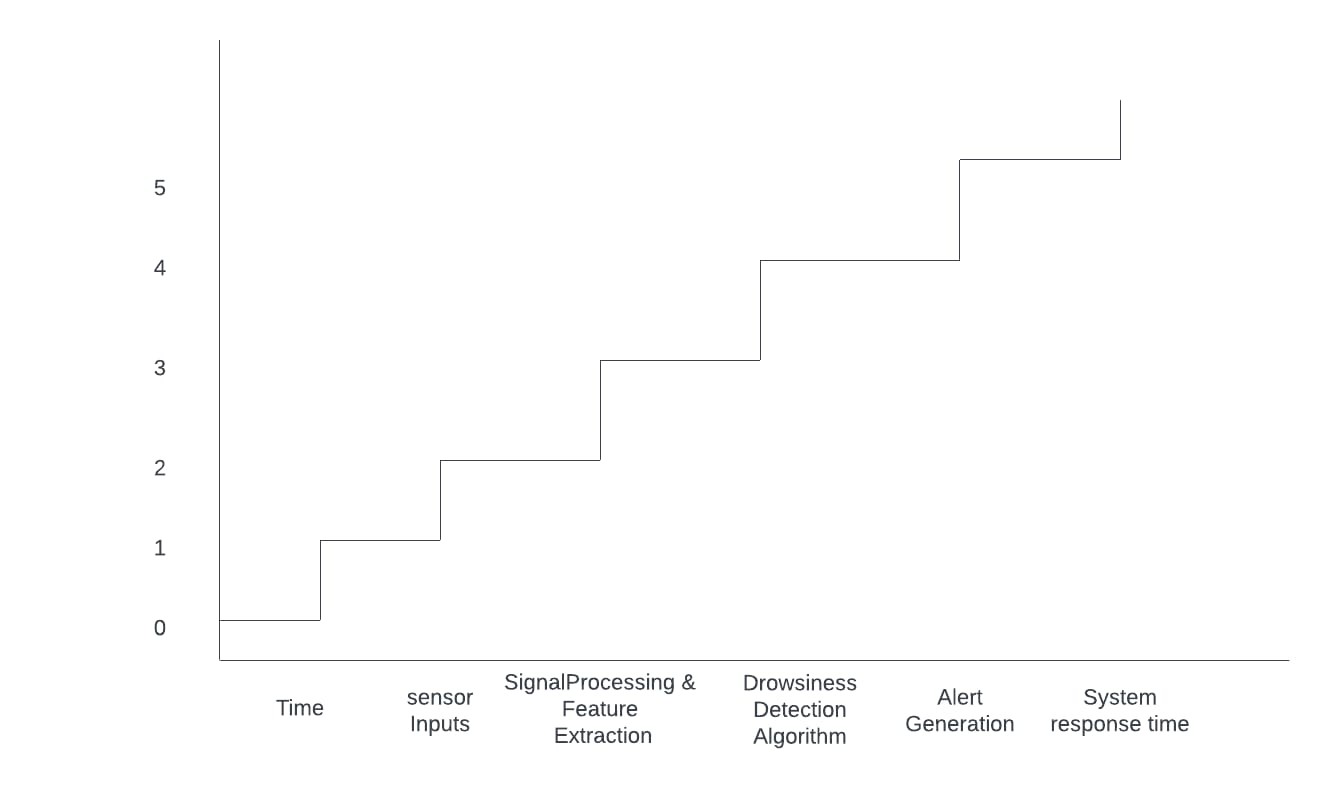 5
4
3
2
1
0
Time
sensor
Inputs
SignalProcessing &
Feature
Extraction
Drowsiness
Detection
Algorithm
Alert
Generation
System
response time